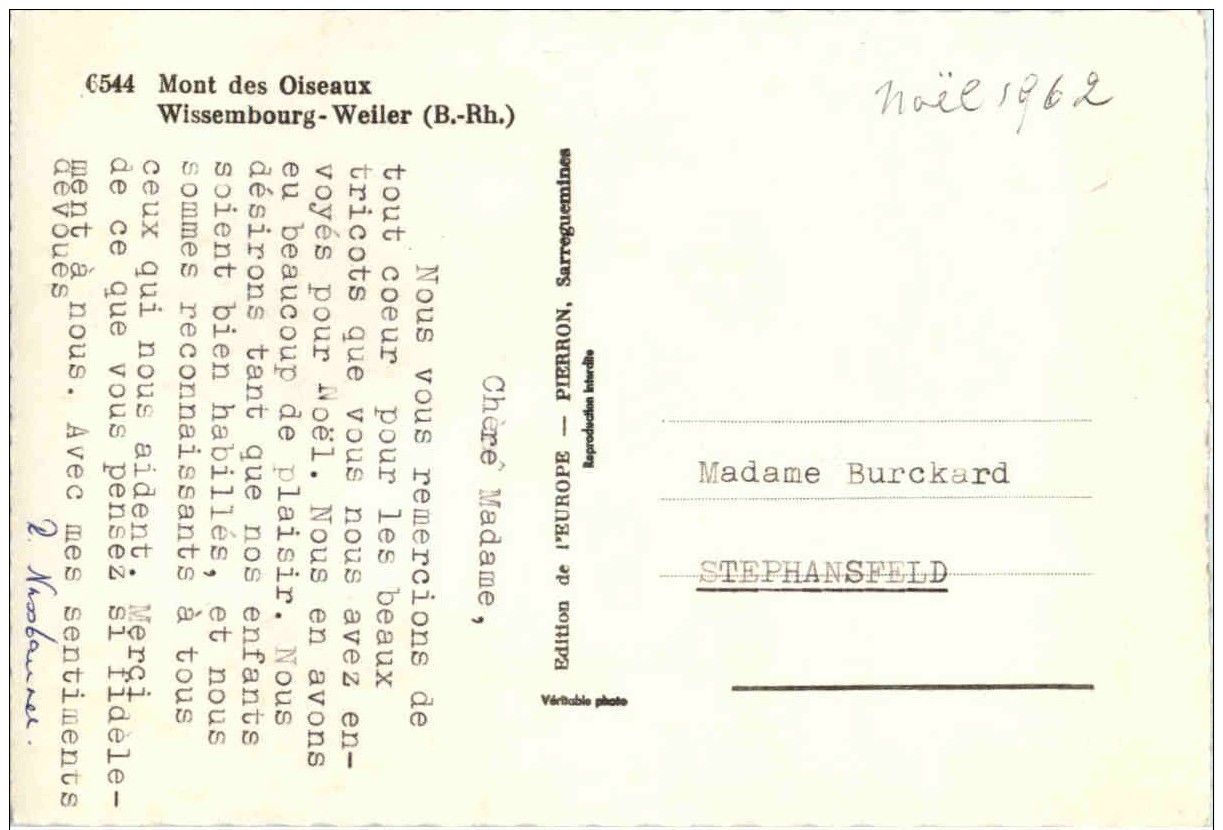 6544 Mont des Oiseaux
Wissembourg-Weiler (B.-Rh.)
Noël 1962
Chère Madame,
Nous vous remercions de
tout coeur pour les beaux
tricots que vous nous avez en-
voyés pour Noël. Nous en avons
eu beaucoup de plaisir. Nous
désirons tant que nos enfants
soient bien habillés, et nous
sommes reconnaissants à tous
ceux qui nous aident. Merci
de ce que vous pensez si fidèle-
ment à nous. Avec mes sentiments
dévoués
Edition de l'EUROPE — PIERRON, Sarreguemines
Reproduction interdite
Véritable photo
Madame Burckard
STEPHANSFELD